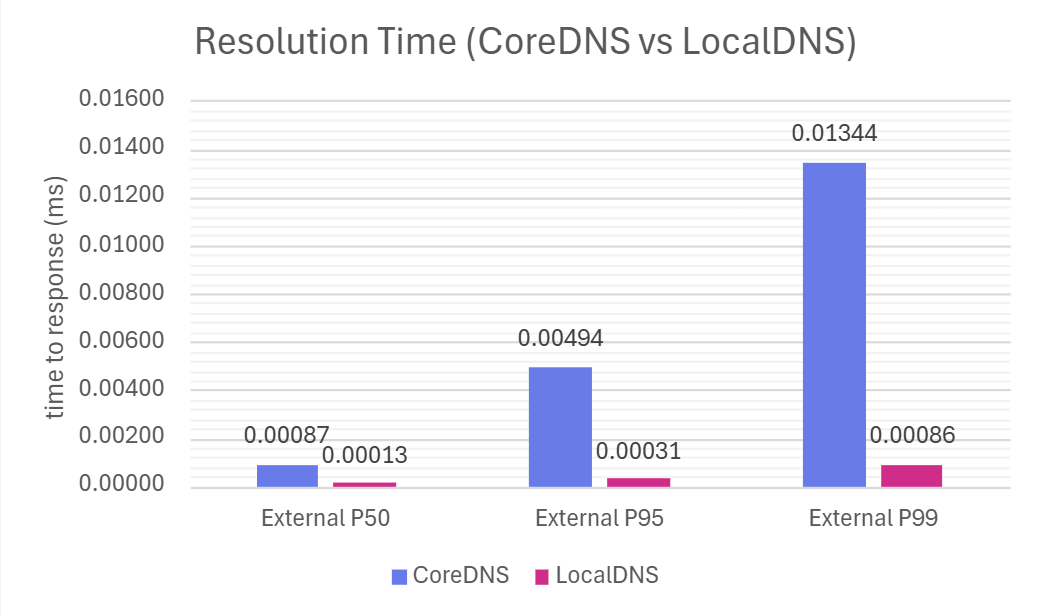 Resolution Time (CoreDNS vs LocalDNS)
time to response (ms)
0.01600
0.01400
0.01200
0.01000
0.00800
0.00600
0.00400
0.00200
0.00000
0.00087
0.00013
0.00494
0.00031
0.01344
0.00086
External P50
External P95
External P99
CoreDNS
LocalDNS